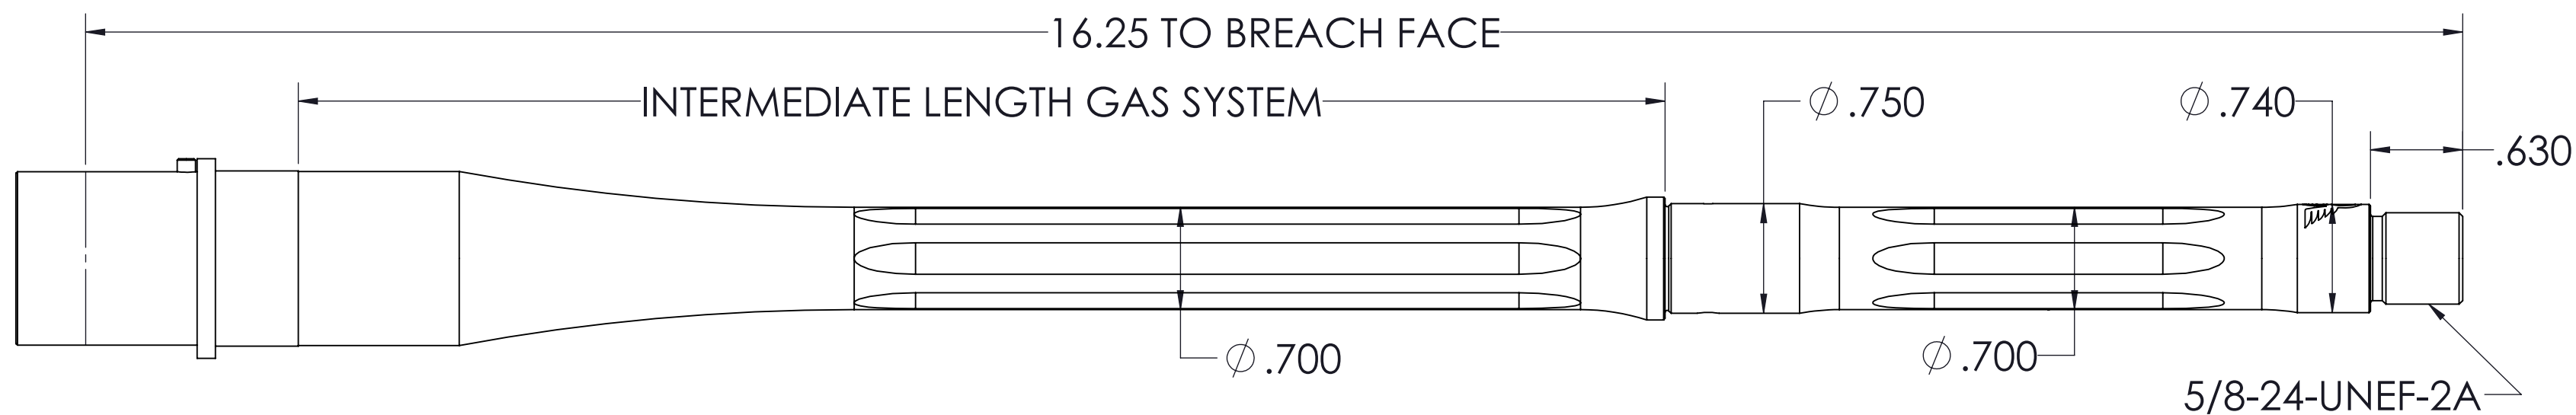 16.25 TO BREACH FACE
INTERMEDIATE LENGTH GAS SYSTEM
∅ .750
∅ .740
.630
∅ .700
∅ .700
5/8-24-UNEF-2A